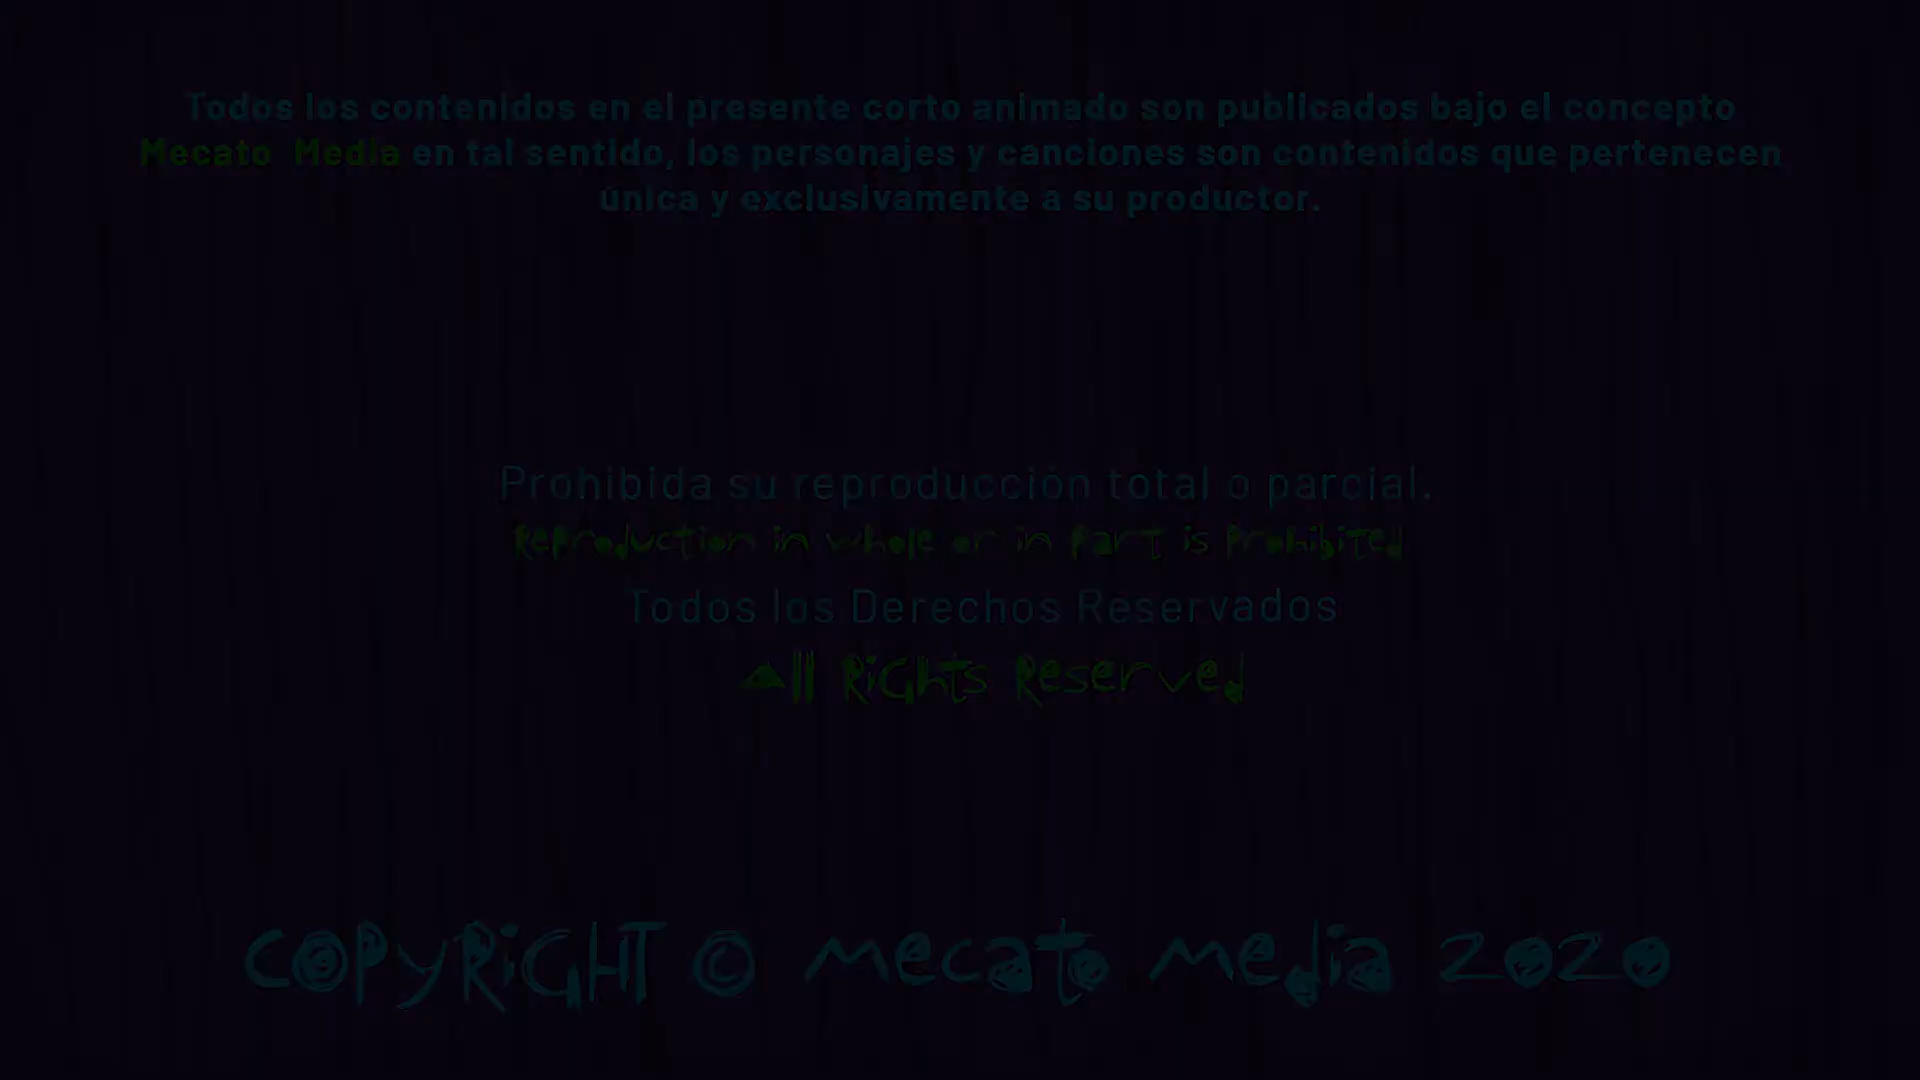 Todos los contenidos en el presente corto animado son publicados bajo el concepto
Mecato Media en tal sentido, los personajes y canciones son contenidos que pertenecen
única y exclusivamente a su productor.
Prohibida su reproducción total o parcial.
Reproduction in whole or in Part is Prohibited
Todos los Derechos Reservados
All RiGhts Reserved
COPYRiGHT © mecato media 2020